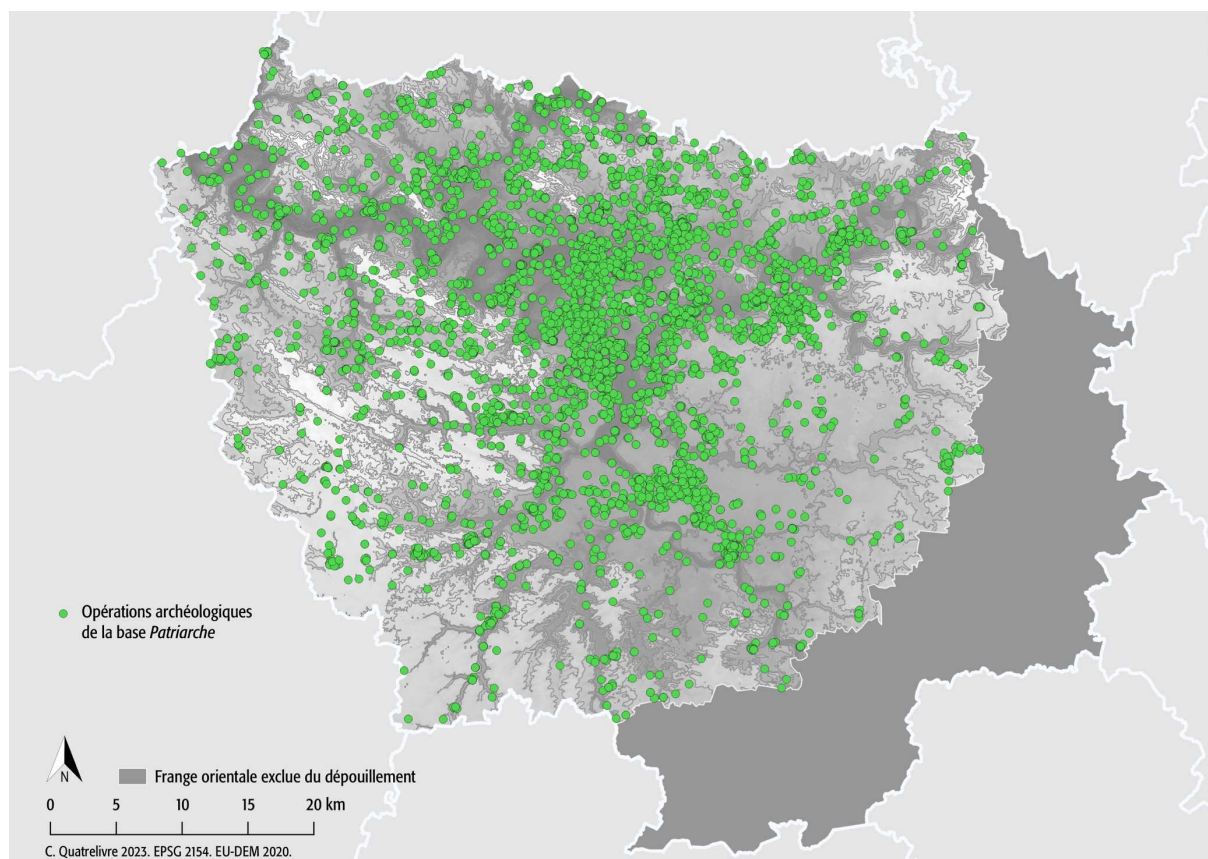 Opérations archéologiques
de la base Patriarche
N
Frange orientale exclue du dépouillement
0 5 10 15 20 km
C. Quatrelivre 2023. EPSG 2154. EU-DEM 2020.